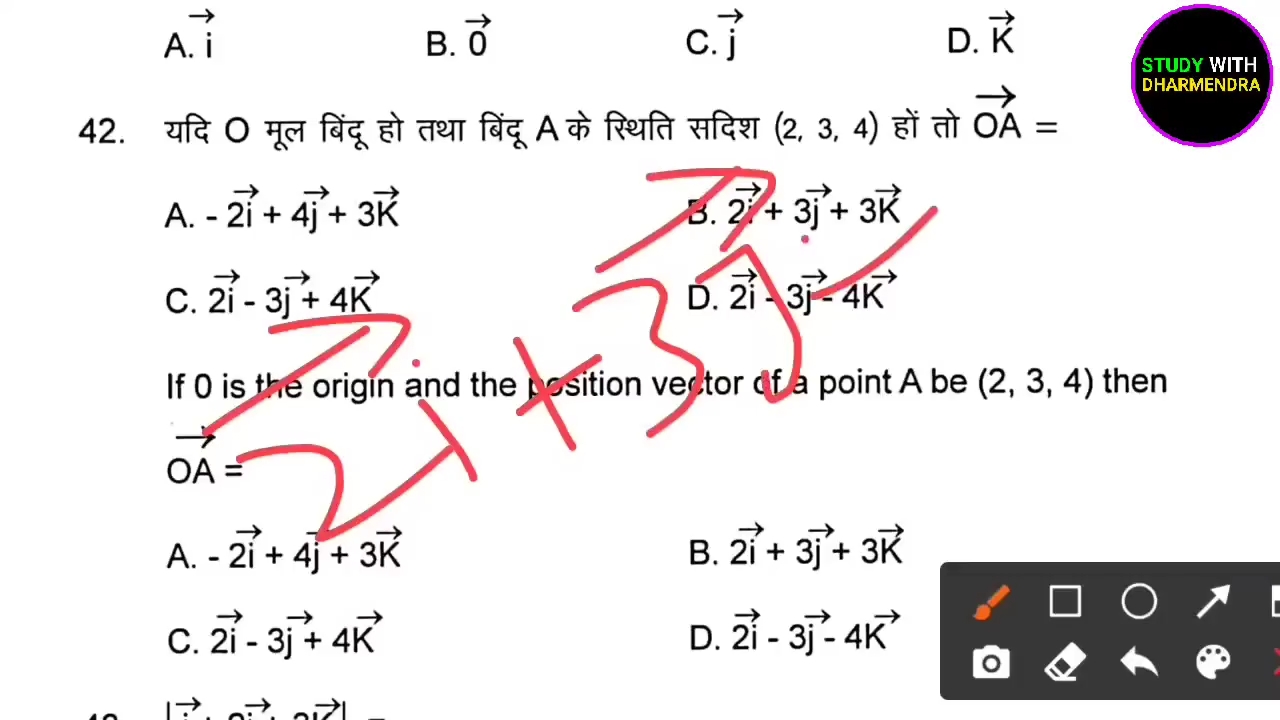 A. i⃗ B. 0⃗ C. j⃗ D. K⃗
STUDY WITH
DHARMENDRA
42. यदि O मूल बिंदू हो तथा बिंदू A के स्थिति सदिश (2, 3, 4) हों तो OA⃗ =
A. - 2i⃗ + 4j⃗ + 3K⃗ B. 2i⃗ + 3j⃗ + 3K⃗
C. 2i⃗ - 3j⃗ + 4K⃗ D. 2i⃗ - 3j⃗ - 4K⃗
2i⃗ + 3j⃗
If 0 is the origin and the position vector of a point A be (2, 3, 4) then
OA⃗ =
A. - 2i⃗ + 4j⃗ + 3K⃗ B. 2i⃗ + 3j⃗ + 3K⃗
C. 2i⃗ - 3j⃗ + 4K⃗ D. 2i⃗ - 3j⃗ - 4K⃗